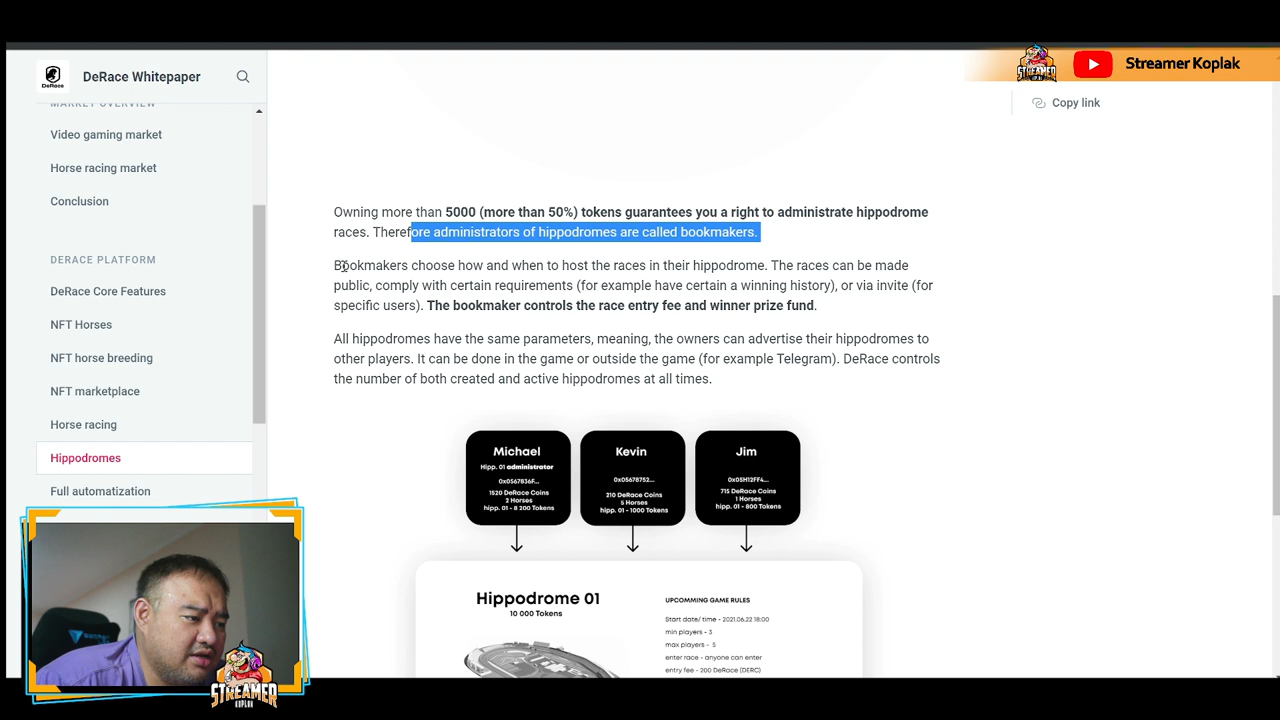 DeRace Whitepaper
Streamer Koplak
MARKET OVERVIEW
Copy link
Video gaming market
Horse racing market
Conclusion
DERACE PLATFORM
DeRace Core Features
NFT Horses
NFT horse breeding
NFT marketplace
Horse racing
Hippodromes
Full automatization
Owning more than 5000 (more than 50%) tokens guarantees you a right to administrate hippodrome
races. Therefore administrators of hippodromes are called bookmakers.
Bookmakers choose how and when to host the races in their hippodrome. The races can be made
public, comply with certain requirements (for example have certain a winning history), or via invite (for
specific users). The bookmaker controls the race entry fee and winner prize fund.
All hippodromes have the same parameters, meaning, the owners can advertise their hippodromes to
other players. It can be done in the game or outside the game (for example Telegram). DeRace controls
the number of both created and active hippodromes at all times.
Michael
Hipp. 01 administrator
0x0567836F...
1520 DeRace Coins
2 Horses
hipp. 01 - 8 200 Tokens
Kevin
0x05678752...
210 DeRace Coins
5 Horses
hipp. 01 - 1000 Tokens
Jim
0x05H12FF4...
715 DeRace Coins
1 Horses
hipp. 01 - 800 Tokens
Hippodrome 01
10 000 Tokens
UPCOMMING GAME RULES
Start date/ time - 2021.06.22 18:00
min players - 3
max players - 5
enter race - anyone can enter
entry fee - 200 DeRace (DERC)
STREAMER
KOPLAK